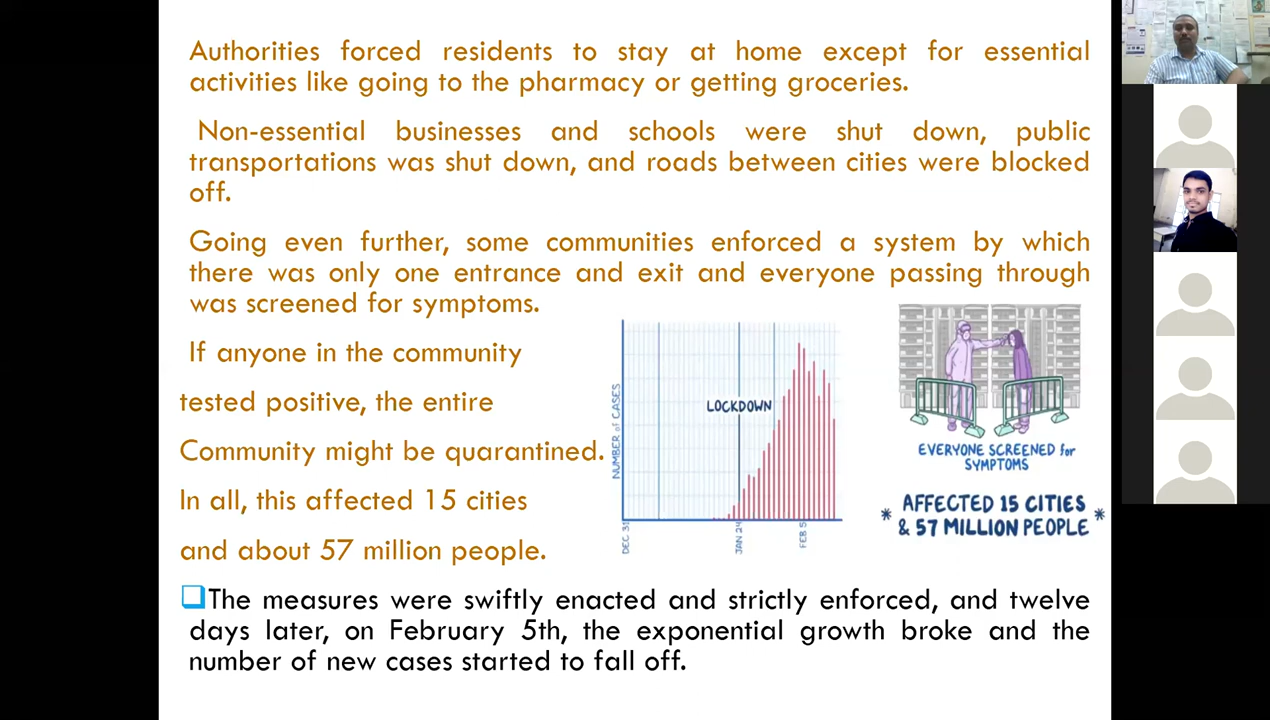 Authorities forced residents to stay at home except for essential
activities like going to the pharmacy or getting groceries.
Non-essential businesses and schools were shut down, public
transportations was shut down, and roads between cities were blocked
off.
Going even further, some communities enforced a system by which
there was only one entrance and exit and everyone passing through
was screened for symptoms.
If anyone in the community
tested positive, the entire
Community might be quarantined.
In all, this affected 15 cities
and about 57 million people.
NUMBER of CASES
LOCKDOWN
DEC 31
JAN 24
FEB 5
EVERYONE SCREENED for
SYMPTOMS
* AFFECTED 15 CITIES
& 57 MILLION PEOPLE *
❑The measures were swiftly enacted and strictly enforced, and twelve
days later, on February 5th, the exponential growth broke and the
number of new cases started to fall off.